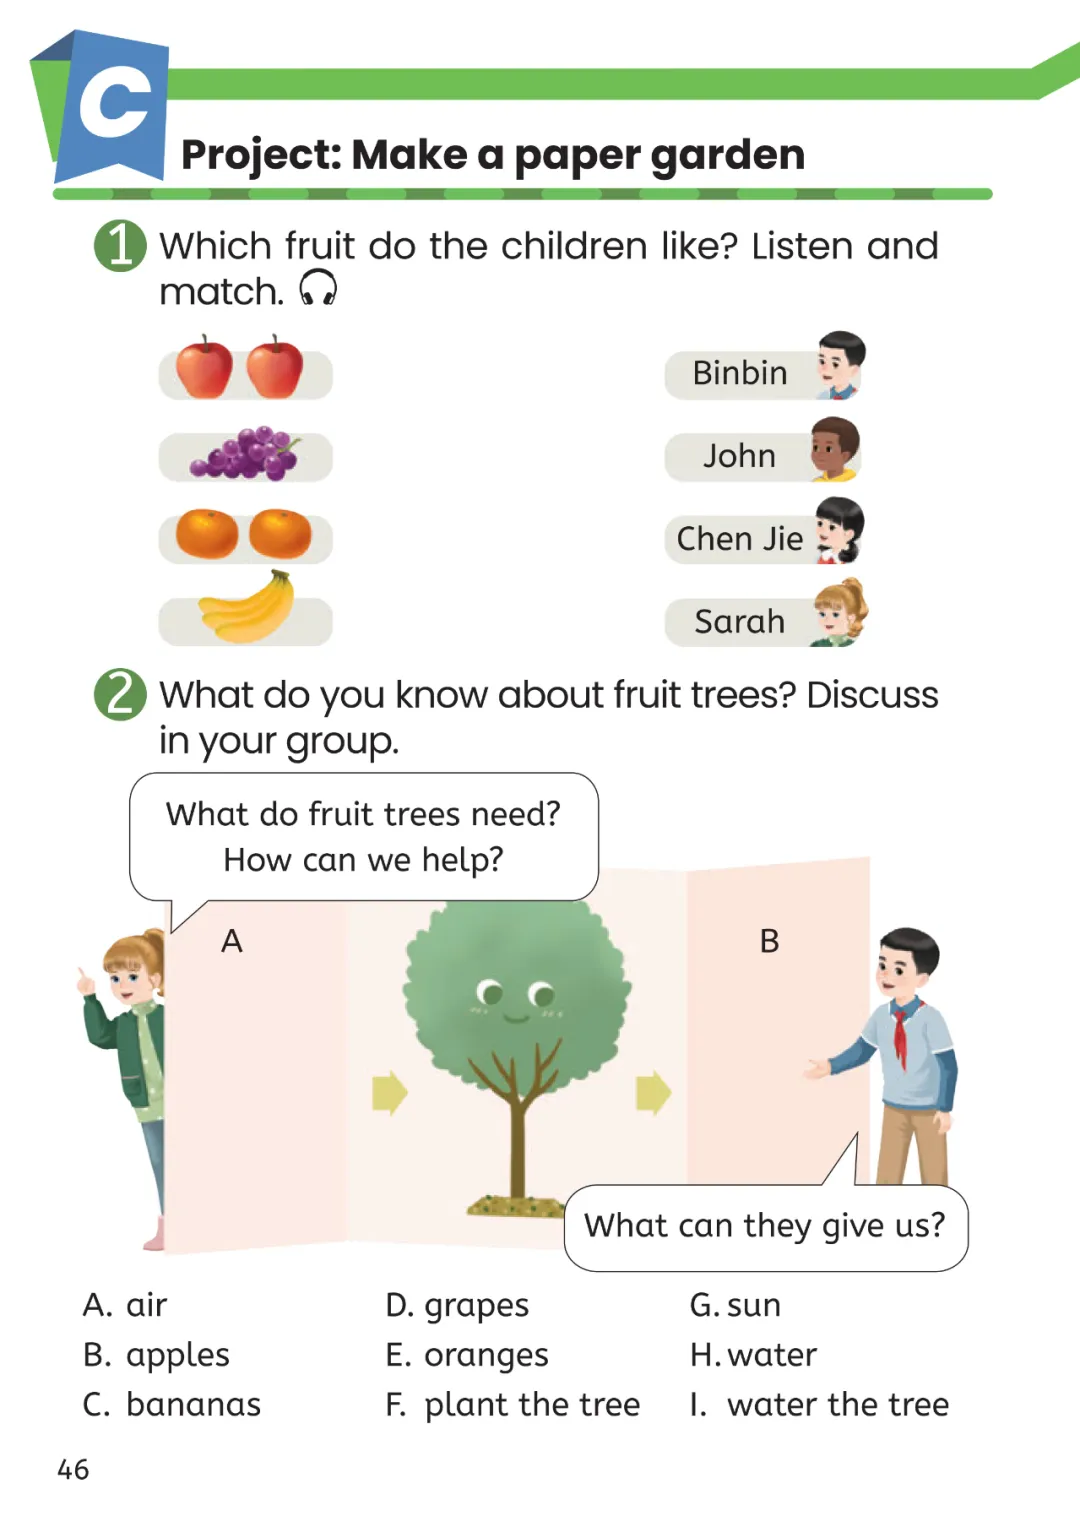 C
Project: Make a paper garden
1 Which fruit do the children like? Listen and
match.
Binbin
John
Chen Jie
Sarah
2 What do you know about fruit trees? Discuss
in your group.
What do fruit trees need?
How can we help?
A
B
What can they give us?
A. air
B. apples
C. bananas
D. grapes
E. oranges
F. plant the tree
G. sun
H. water
I. water the tree
46